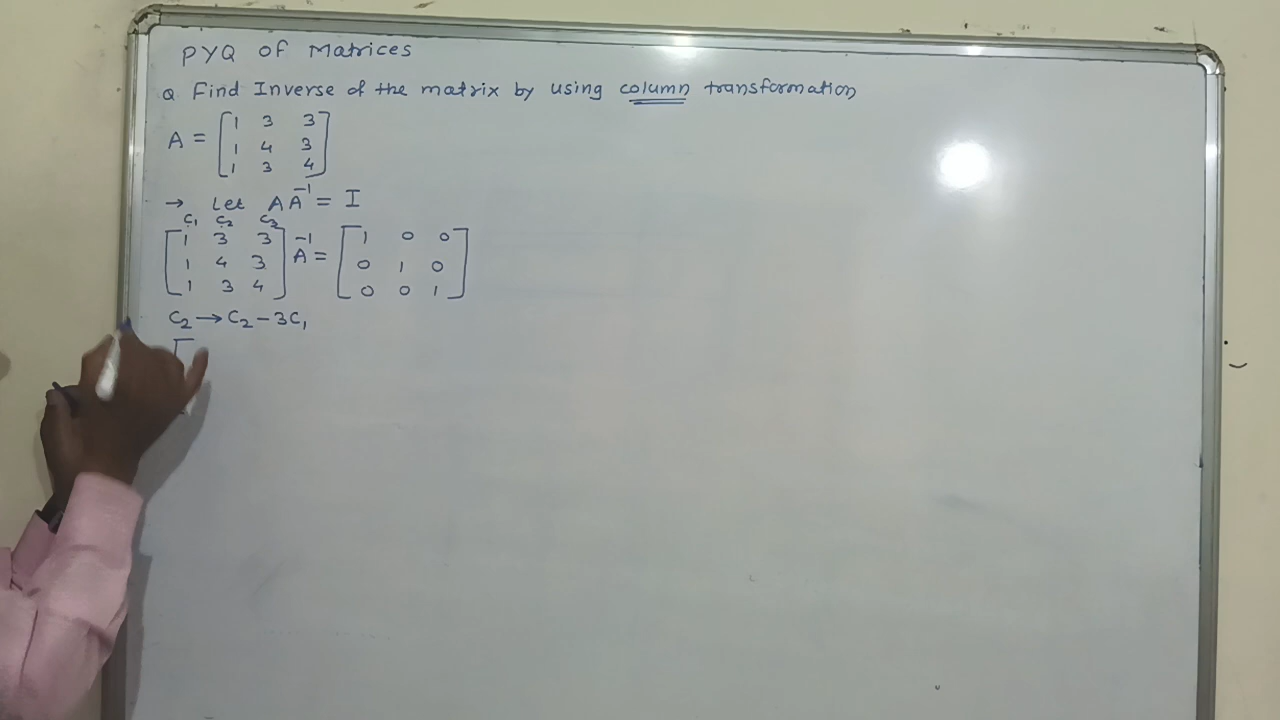 PYQ OF Matrices
Q Find Inverse of the matrix by using column transformation
A = [1 3 3
1 4 3
1 3 4]
→ Let AA⁻¹ = I
C₁ C₂ C₃
[1 3 3
1 4 3
1 3 4] A⁻¹ = [1 0 0
0 1 0
0 0 1]
C₂ → C₂ - 3C₁
[